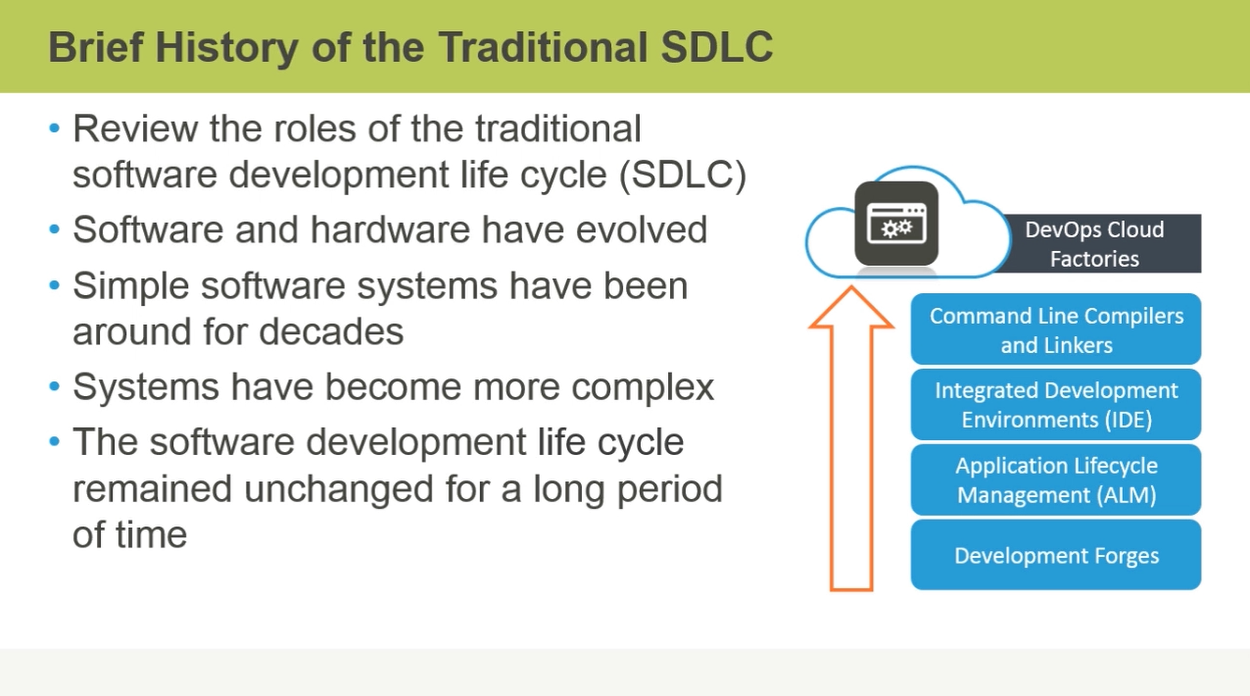 Brief History of the Traditional SDLC
• Review the roles of the traditional
software development life cycle (SDLC)
• Software and hardware have evolved
• Simple software systems have been
around for decades
• Systems have become more complex
• The software development life cycle
remained unchanged for a long period
of time
DevOps Cloud
Factories
Command Line Compilers
and Linkers
Integrated Development
Environments (IDE)
Application Lifecycle
Management (ALM)
Development Forges